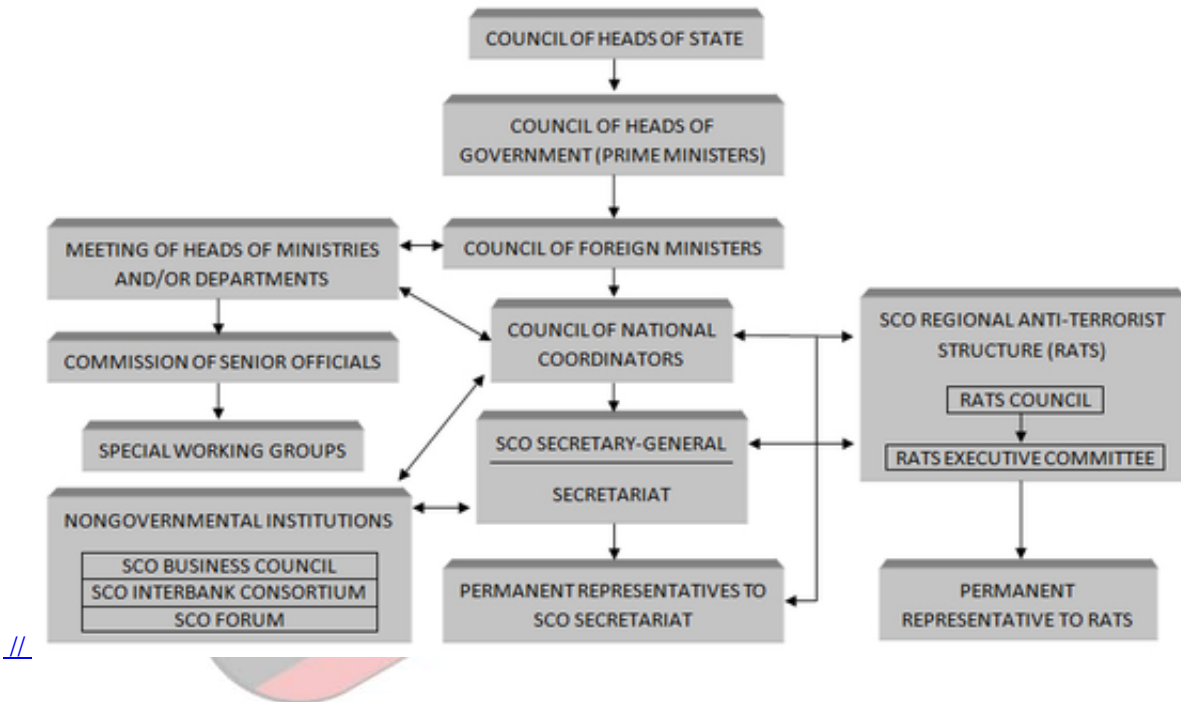 COUNCIL OF HEADS OF STATE
COUNCIL OF HEADS OF
GOVERNMENT (PRIME MINISTERS)
MEETING OF HEADS OF MINISTRIES
AND/OR DEPARTMENTS
COUNCIL OF FOREIGN MINISTERS
COUNCIL OF NATIONAL
COORDINATORS
SCO REGIONAL ANTI-TERRORIST
STRUCTURE (RATS)
RATS COUNCIL
RATS EXECUTIVE COMMITTEE
COMMISSION OF SENIOR OFFICIALS
SPECIAL WORKING GROUPS
SCO SECRETARY-GENERAL
SECRETARIAT
NONGOVERNMENTAL INSTITUTIONS
SCO BUSINESS COUNCIL
SCO INTERBANK CONSORTIUM
SCO FORUM
PERMANENT REPRESENTATIVES TO
SCO SECRETARIAT
PERMANENT
REPRESENTATIVE TO RATS
//